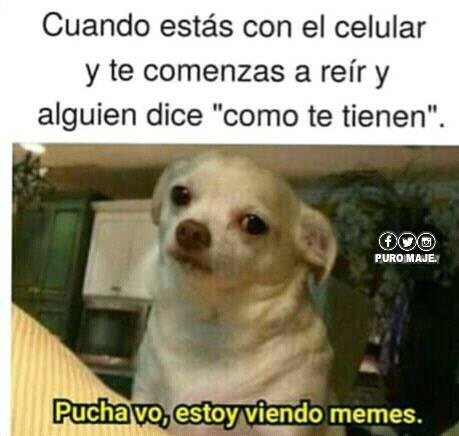 Cuando estás con el celular
y te comenzas a reír y
alguien dice "como te tienen".
PURO MAJE.
Pucha vo, estoy viendo memes.